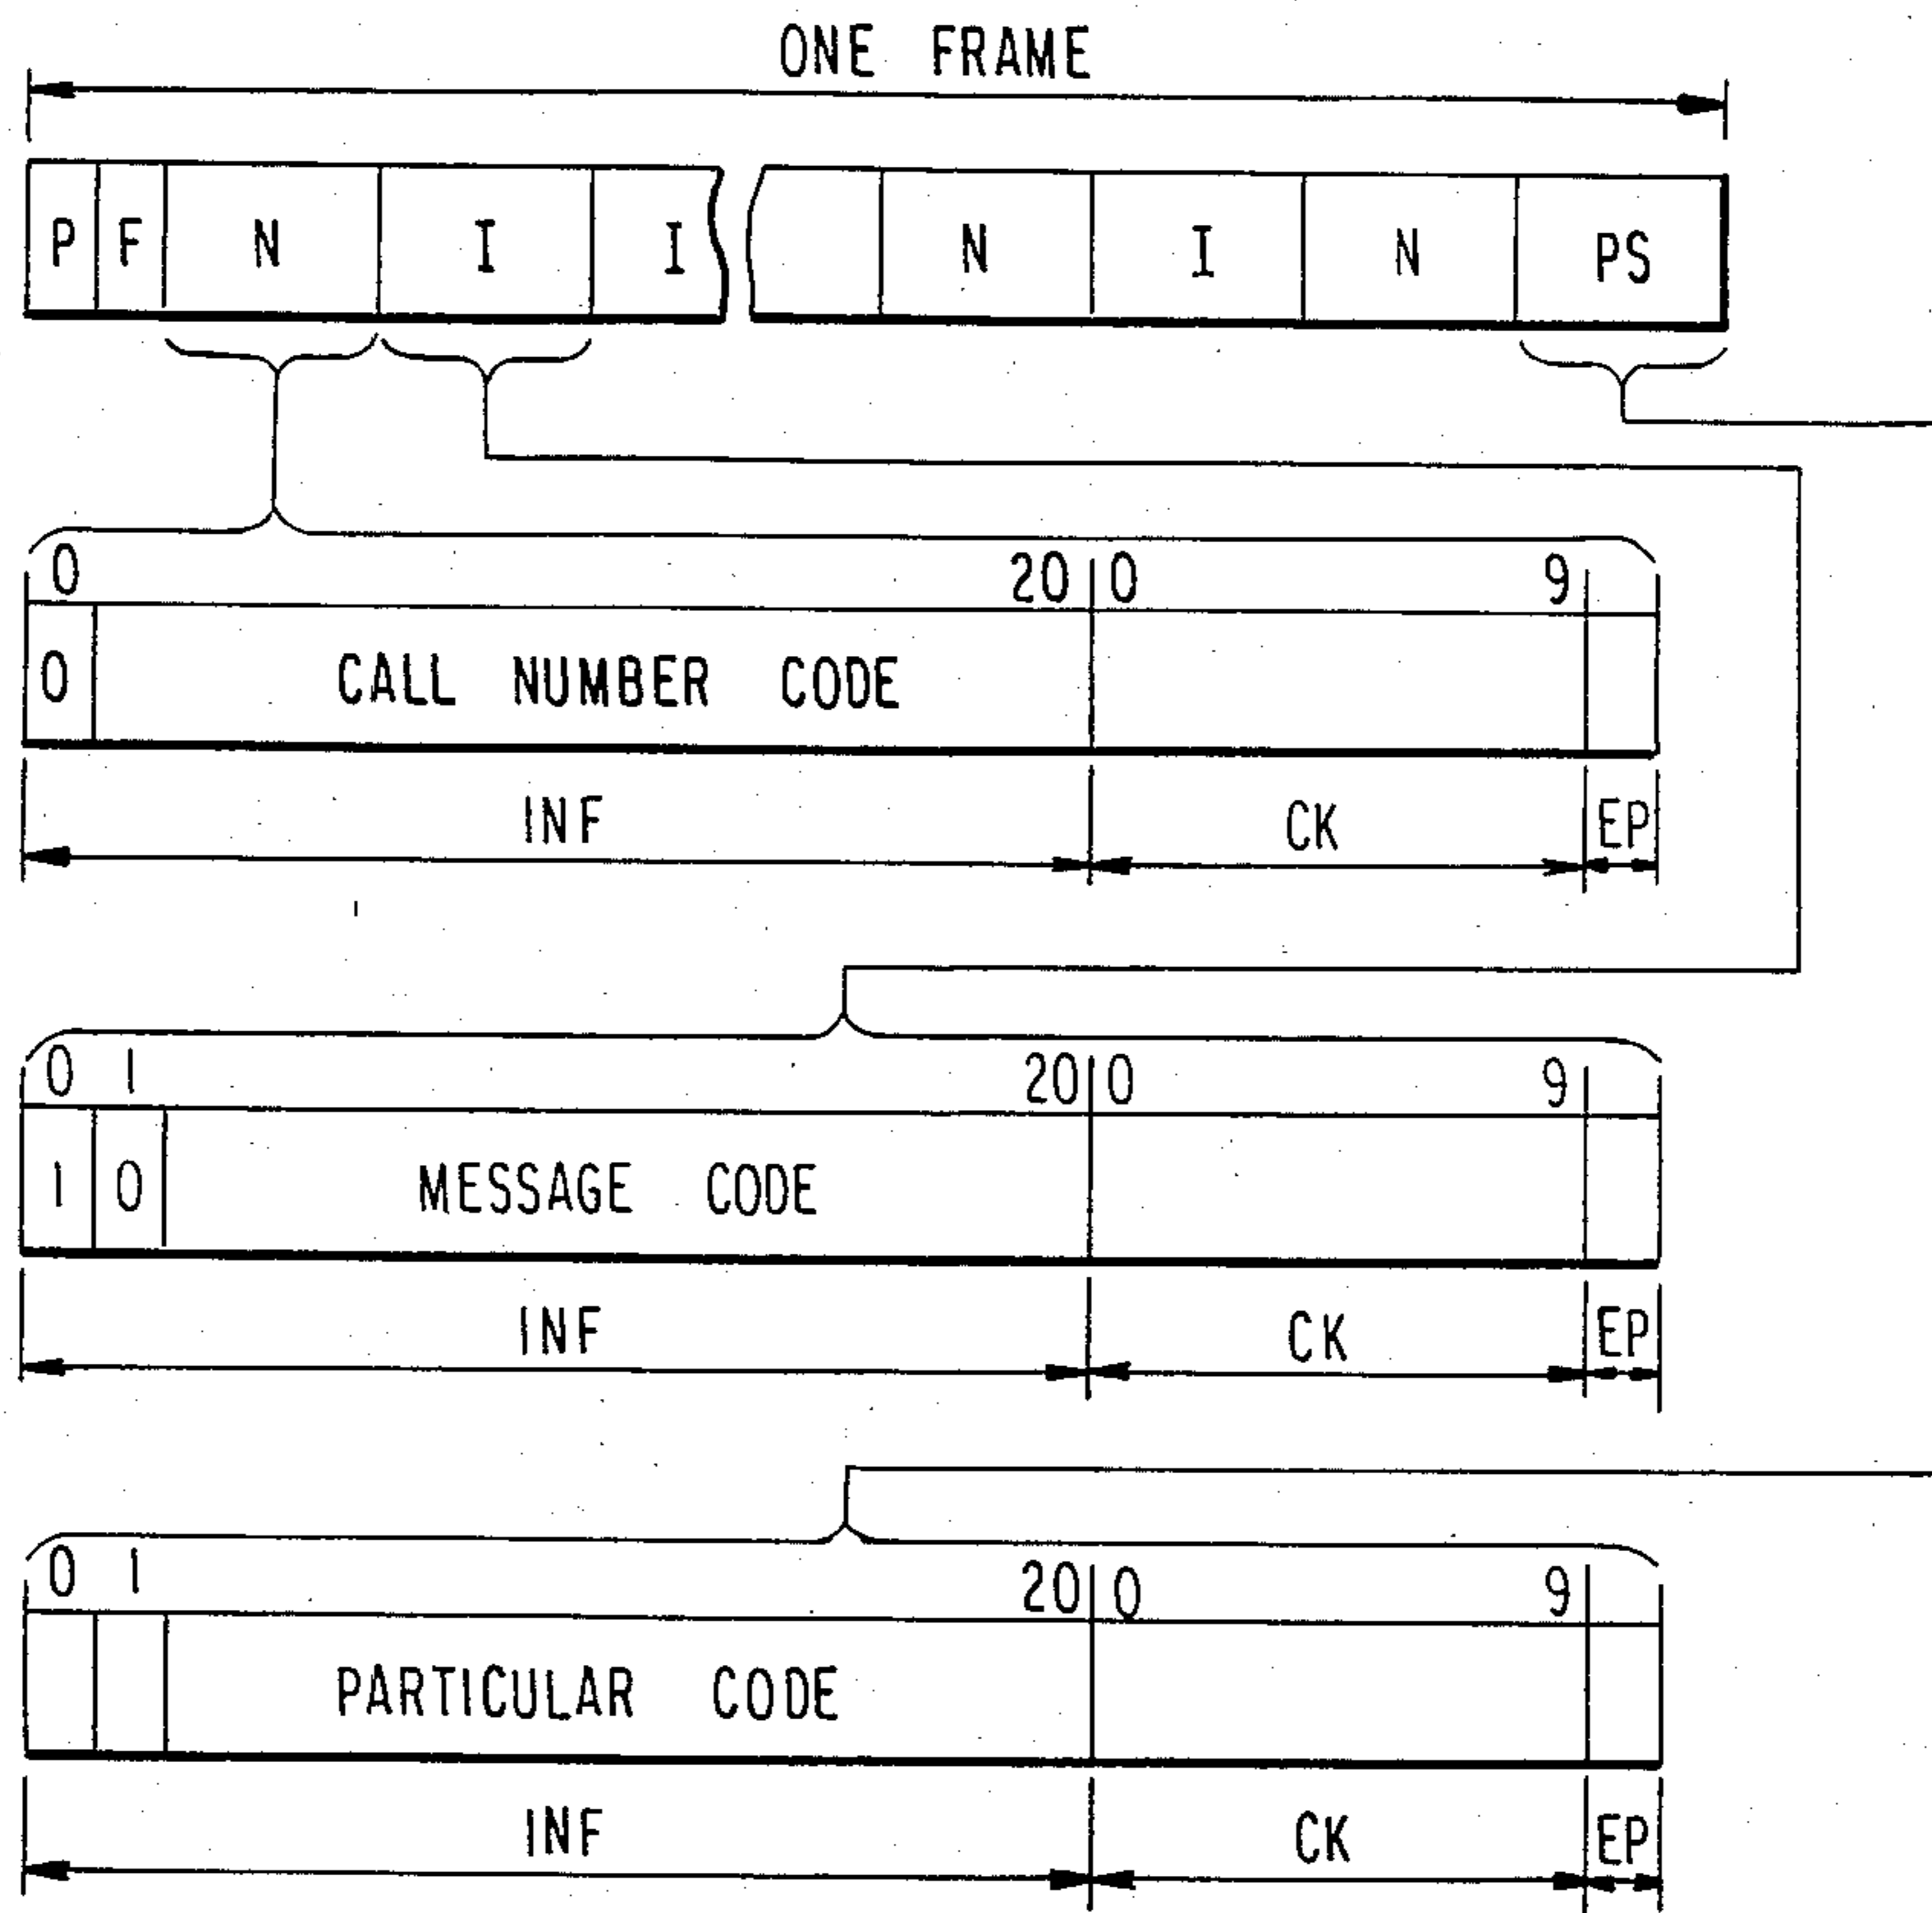 ONE FRAME
P F N I I N I N PS
0 20 0 9
0 CALL NUMBER CODE
INF CK EP
0 1 20 0 9
1 0 MESSAGE CODE
INF CK EP
0 1 20 0 9
PARTICULAR CODE
INF CK EP